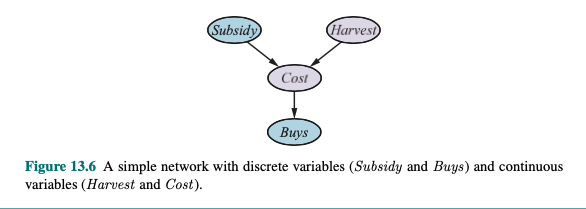 Subsidy Harvest
Cost
Buys
Figure 13.6 A simple network with discrete variables (Subsidy and Buys) and continuous
variables (Harvest and Cost).